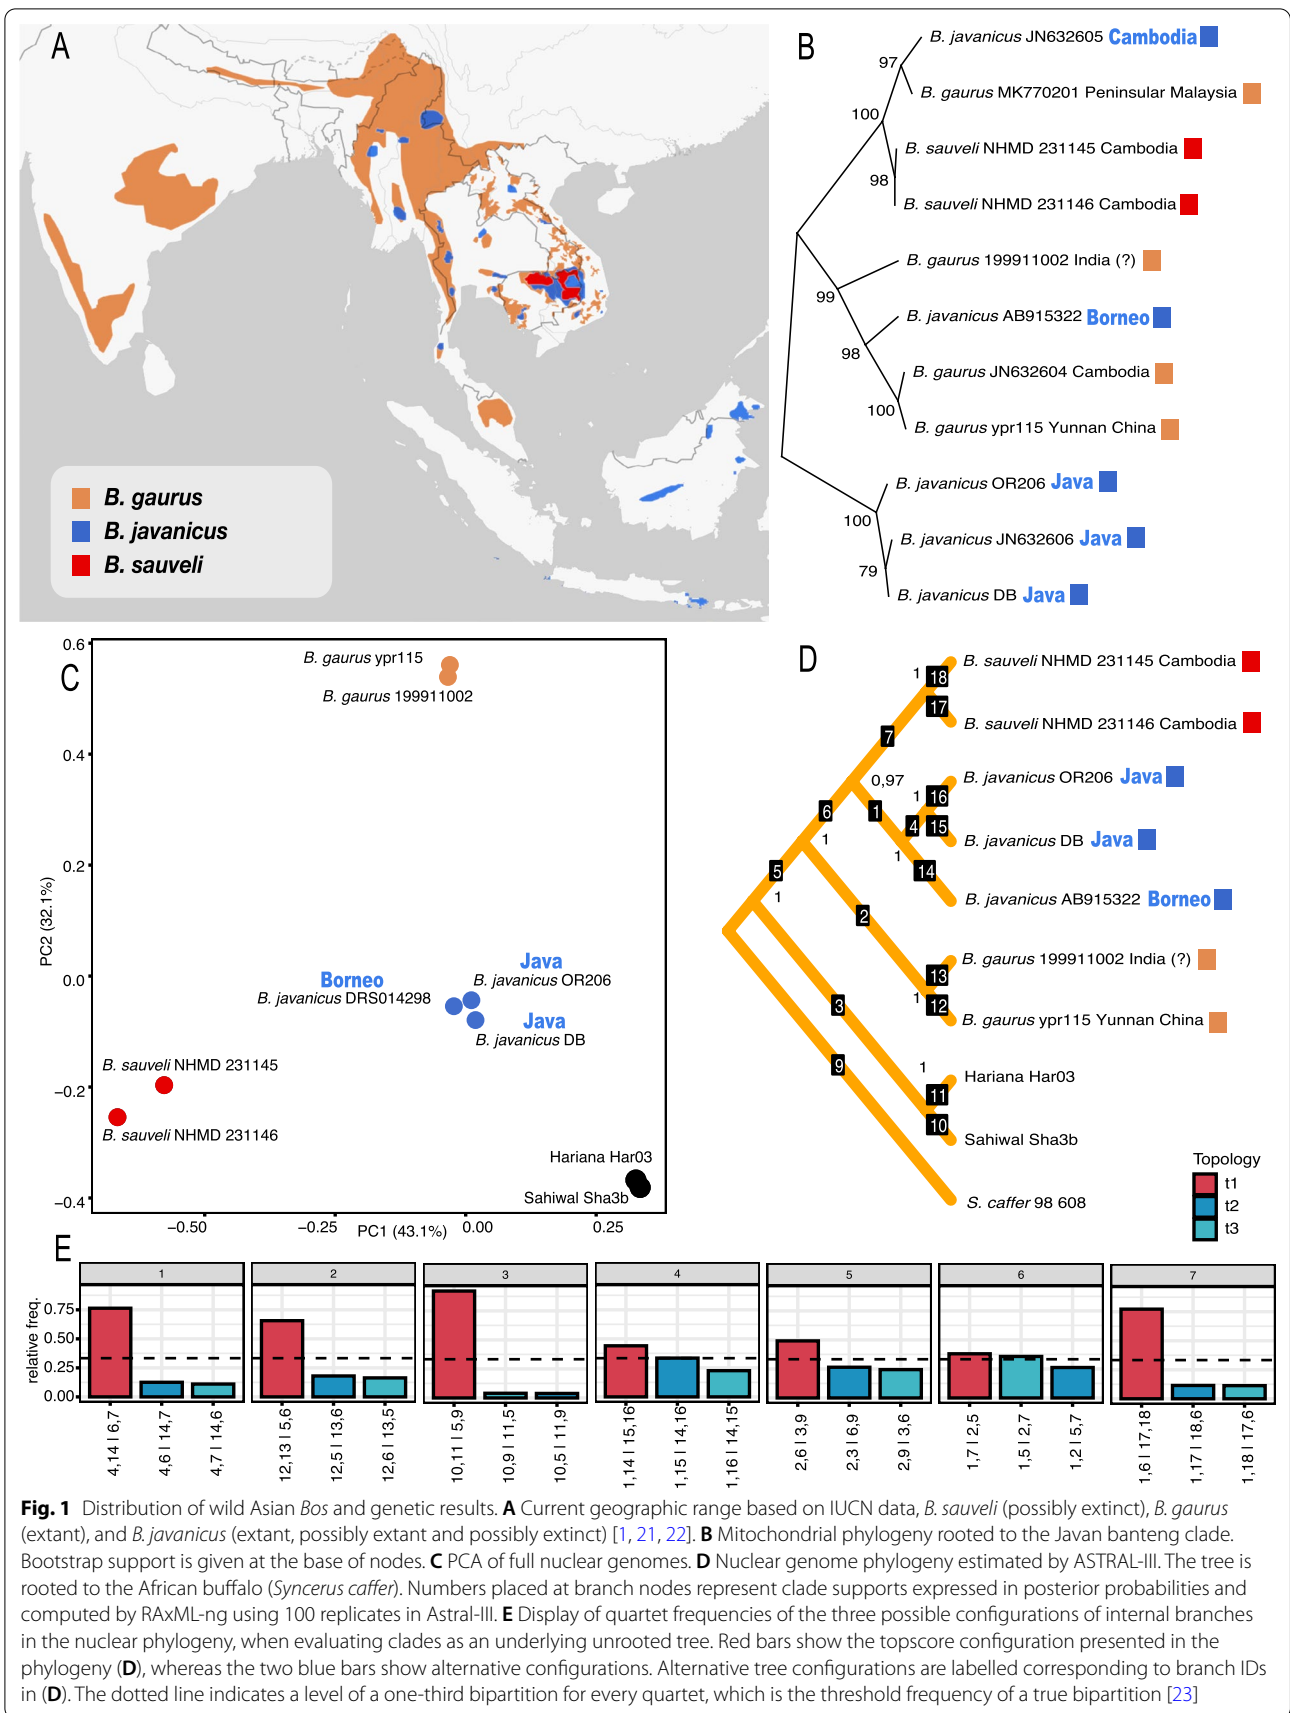 A
B. gaurus
B. javanicus
B. sauveli
B
B. javanicus JN632605 Cambodia
97
B. gaurus MK770201 Peninsular Malaysia
100
B. sauveli NHMD 231145 Cambodia
98
B. sauveli NHMD 231146 Cambodia
B. gaurus 199911002 India (?)
99
B. javanicus AB915322 Borneo
98
B. gaurus JN632604 Cambodia
100
B. gaurus ypr115 Yunnan China
B. javanicus OR206 Java
100
B. javanicus JN632606 Java
79
B. javanicus DB Java
C
0.6
0.4
0.2
0.0
−0.2
−0.4
PC2 (32.1%)
B. gaurus ypr115
B. gaurus 199911002
Java
Borneo
B. javanicus OR206
B. javanicus DRS014298
Java
B. javanicus DB
B. sauveli NHMD 231145
B. sauveli NHMD 231146
Hariana Har03
Sahiwal Sha3b
−0.50
−0.25
0.00
0.25
PC1 (43.1%)
D
B. sauveli NHMD 231145 Cambodia
1
18
17
B. sauveli NHMD 231146 Cambodia
7
0,97
B. javanicus OR206 Java
1
16
6
1
4
15
B. javanicus DB Java
1
1
5
14
B. javanicus AB915322 Borneo
1
2
B. gaurus 199911002 India (?)
13
1
12
B. gaurus ypr115 Yunnan China
3
9
1
Hariana Har03
11
10
Sahiwal Sha3b
S. caffer 98 608
Topology
t1
t2
t3
E
relative freq.
0.75
0.50
0.25
0.00
1
2
3
4
5
6
7
4,14 | 6,7
4,6 | 14,7
4,7 | 14,6
12,13 | 5,6
12,5 | 13,6
12,6 | 13,5
10,11 | 5,9
10,9 | 11,5
10,5 | 11,9
1,14 | 15,16
1,15 | 14,16
1,16 | 14,15
2,6 | 3,9
2,3 | 6,9
2,9 | 3,6
1,7 | 2,5
1,5 | 2,7
1,2 | 5,7
1,6 | 17,18
1,17 | 18,6
1,18 | 17,6
Fig. 1 Distribution of wild Asian Bos and genetic results. A Current geographic range based on IUCN data, B. sauveli (possibly extinct), B. gaurus
(extant), and B. javanicus (extant, possibly extant and possibly extinct) [1, 21, 22]. B Mitochondrial phylogeny rooted to the Javan banteng clade.
Bootstrap support is given at the base of nodes. C PCA of full nuclear genomes. D Nuclear genome phylogeny estimated by ASTRAL-III. The tree is
rooted to the African buffalo (Syncerus caffer). Numbers placed at branch nodes represent clade supports expressed in posterior probabilities and
computed by RAxML-ng using 100 replicates in Astral-III. E Display of quartet frequencies of the three possible configurations of internal branches
in the nuclear phylogeny, when evaluating clades as an underlying unrooted tree. Red bars show the topscore configuration presented in the
phylogeny (D), whereas the two blue bars show alternative configurations. Alternative tree configurations are labelled corresponding to branch IDs
in (D). The dotted line indicates a level of a one-third bipartition for every quartet, which is the threshold frequency of a true bipartition [23]